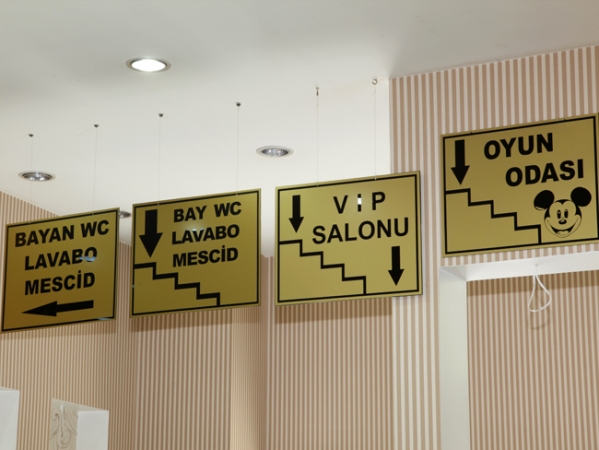 BAYAN WC
LAVABO
MESCİD
BAY WC
LAVABO
MESCİD
ViP
SALONU
OYUN
ODASI